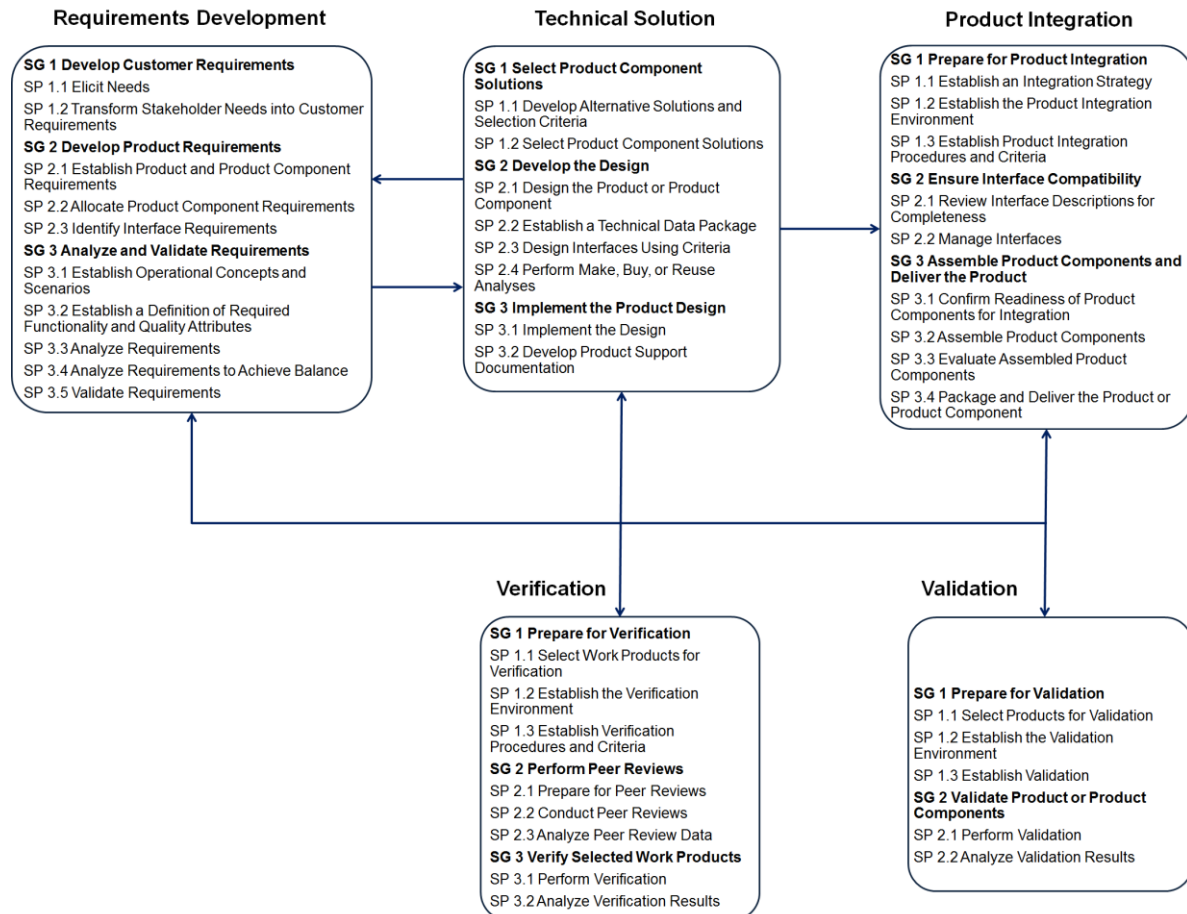 Requirements Development
SG 1 Develop Customer Requirements
SP 1.1 Elicit Needs
SP 1.2 Transform Stakeholder Needs into Customer
Requirements
SG 2 Develop Product Requirements
SP 2.1 Establish Product and Product Component
Requirements
SP 2.2 Allocate Product Component Requirements
SP 2.3 Identify Interface Requirements
SG 3 Analyze and Validate Requirements
SP 3.1 Establish Operational Concepts and
Scenarios
SP 3.2 Establish a Definition of Required
Functionality and Quality Attributes
SP 3.3 Analyze Requirements
SP 3.4 Analyze Requirements to Achieve Balance
SP 3.5 Validate Requirements
Technical Solution
SG 1 Select Product Component
Solutions
SP 1.1 Develop Alternative Solutions and
Selection Criteria
SP 1.2 Select Product Component Solutions
SG 2 Develop the Design
SP 2.1 Design the Product or Product
Component
SP 2.2 Establish a Technical Data Package
SP 2.3 Design Interfaces Using Criteria
SP 2.4 Perform Make, Buy, or Reuse
Analyses
SG 3 Implement the Product Design
SP 3.1 Implement the Design
SP 3.2 Develop Product Support
Documentation
Product Integration
SG 1 Prepare for Product Integration
SP 1.1 Establish an Integration Strategy
SP 1.2 Establish the Product Integration
Environment
SP 1.3 Establish Product Integration
Procedures and Criteria
SG 2 Ensure Interface Compatibility
SP 2.1 Review Interface Descriptions for
Completeness
SP 2.2 Manage Interfaces
SG 3 Assemble Product Components and
Deliver the Product
SP 3.1 Confirm Readiness of Product
Components for Integration
SP 3.2 Assemble Product Components
SP 3.3 Evaluate Assembled Product
Components
SP 3.4 Package and Deliver the Product or
Product Component
Verification
SG 1 Prepare for Verification
SP 1.1 Select Work Products for
Verification
SP 1.2 Establish the Verification
Environment
SP 1.3 Establish Verification
Procedures and Criteria
SG 2 Perform Peer Reviews
SP 2.1 Prepare for Peer Reviews
SP 2.2 Conduct Peer Reviews
SP 2.3 Analyze Peer Review Data
SG 3 Verify Selected Work Products
SP 3.1 Perform Verification
SP 3.2 Analyze Verification Results
Validation
SG 1 Prepare for Validation
SP 1.1 Select Products for Validation
SP 1.2 Establish the Validation
Environment
SP 1.3 Establish Validation
SG 2 Validate Product or Product
Components
SP 2.1 Perform Validation
SP 2.2 Analyze Validation Results